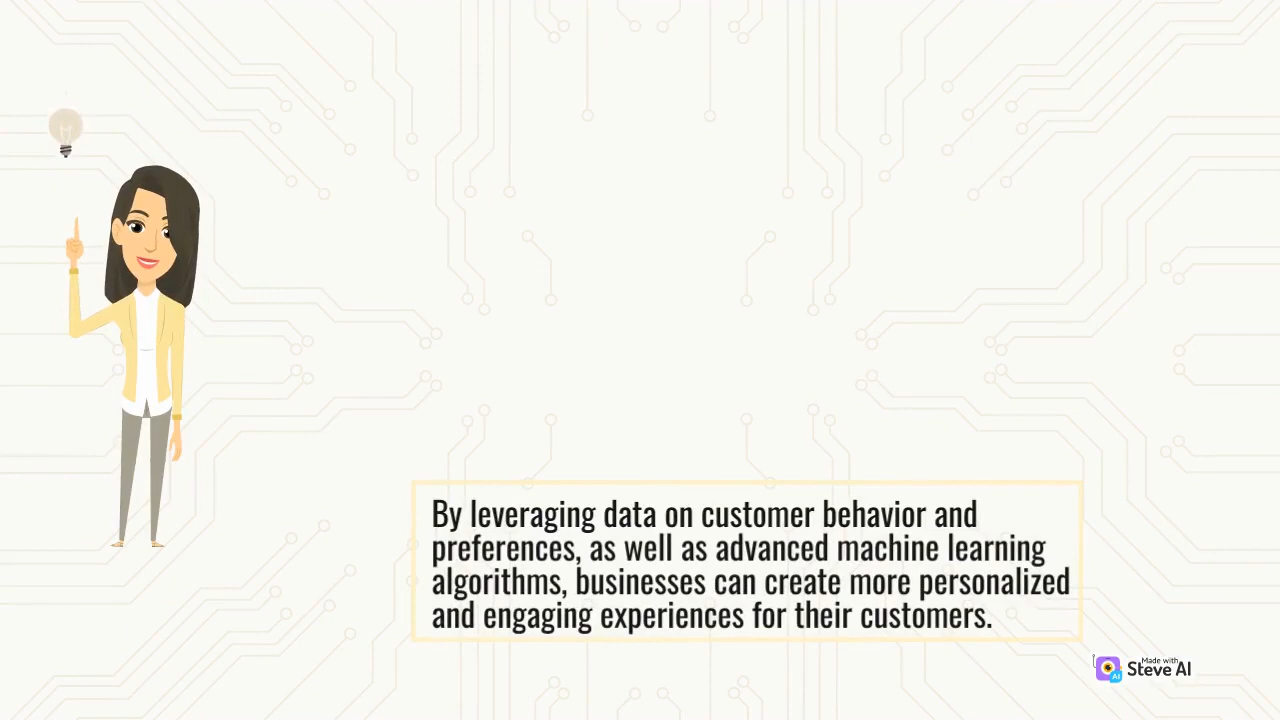 By leveraging data on customer behavior and
preferences, as well as advanced machine learning
algorithms, businesses can create more personalized
and engaging experiences for their customers.
Made with
Steve AI
AI